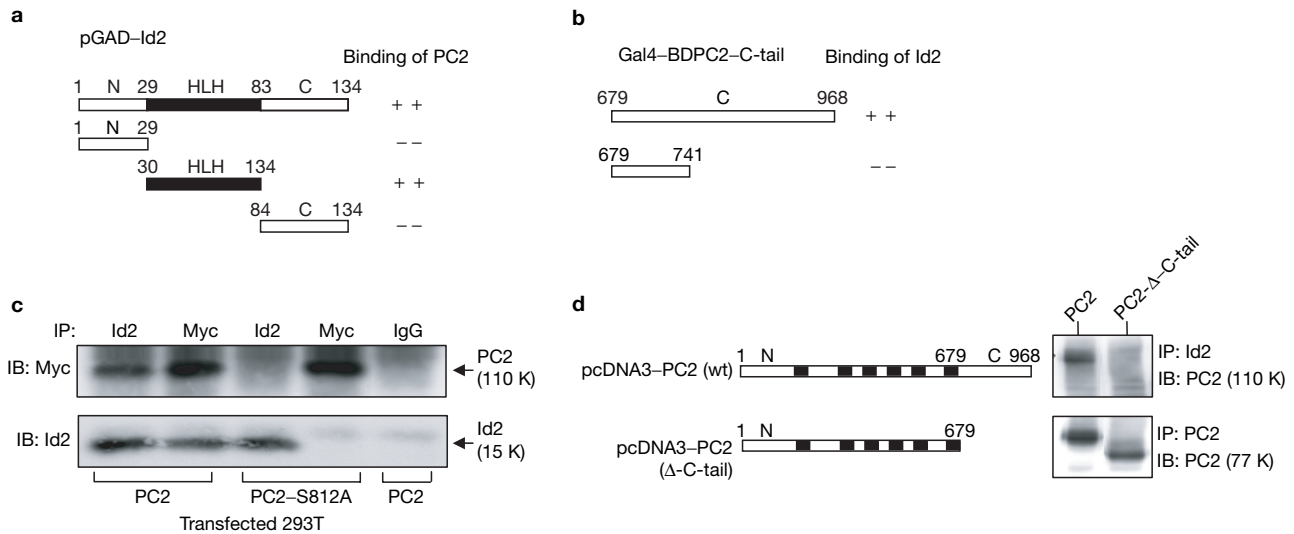 a
pGAD–Id2
Binding of PC2
1 N 29 HLH 83 C 134
+ +
1 N 29
– –
30 HLH 134
+ +
84 C 134
– –
b
Gal4–BDPC2–C-tail
Binding of Id2
679 C 968
+ +
679 741
– –
c
IP: Id2 Myc Id2 Myc IgG
IB: Myc
PC2
(110 K)
IB: Id2
Id2
(15 K)
PC2 PC2–S812A PC2
Transfected 293T
d
PC2 PC2-Δ–C-tail
pcDNA3–PC2 (wt)
1 N 679 C 968
IP: Id2
IB: PC2 (110 K)
pcDNA3–PC2
(Δ-C-tail)
1 N 679
IP: PC2
IB: PC2 (77 K)